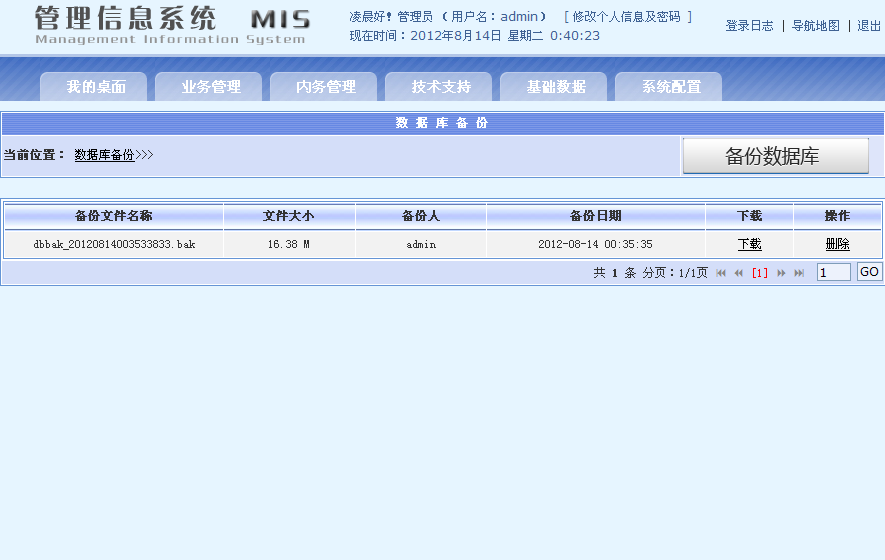 管理信息系统 MIS
Management Information System
凌晨好！管理员 （用户名：admin） [ 修改个人信息及密码 ]
现在时间：2012年8月14日 星期二 0:40:23
登录日志 | 导航地图 | 退出
我的桌面 业务管理 内务管理 技术支持 基础数据 系统配置
数 据 库 备 份
当前位置： 数据库备份>>> 备份数据库
备份文件名称 文件大小 备份人 备份日期 下载 操作
dbbak_20120814003533833.bak 16.38 M admin 2012-08-14 00:35:35 下载 删除
共 1 条 分页：1/1页 [1] 1 GO